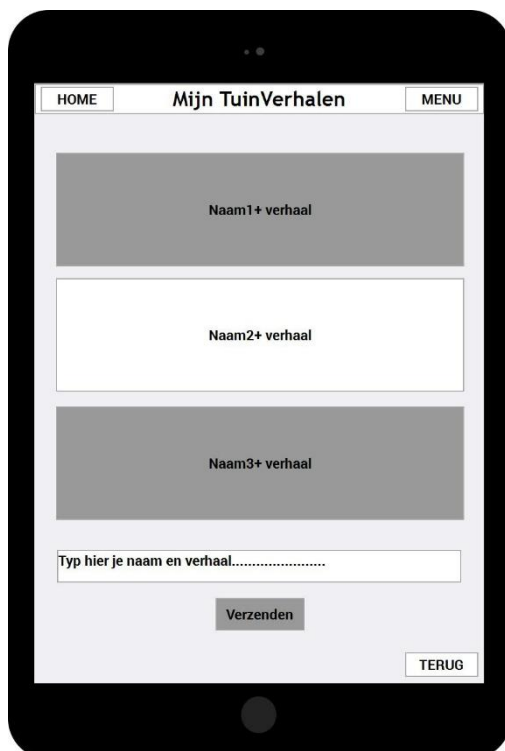 HOME Mijn TuinVerhalen MENU
Naam1+ verhaal
Naam2+ verhaal
Naam3+ verhaal
Typ hier je naam en verhaal.......................
Verzenden
TERUG